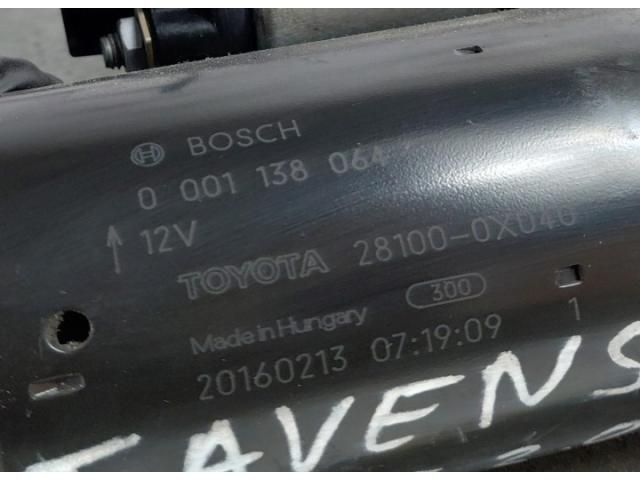 BOSCH
0 001 138 064
12V
TOYOTA 28100-0X040
300
Made in Hungary
20160213 07:19:09 1
AVENS